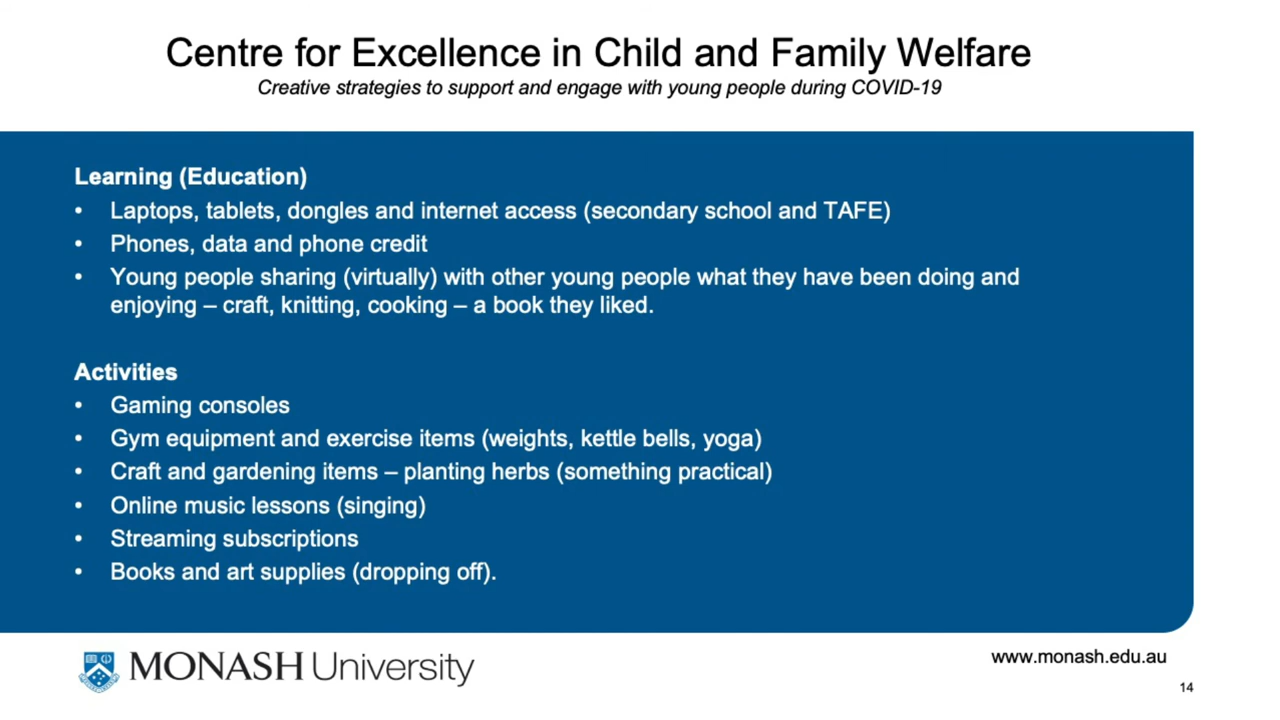 Centre for Excellence in Child and Family Welfare
Creative strategies to support and engage with young people during COVID-19
Learning (Education)
• Laptops, tablets, dongles and internet access (secondary school and TAFE)
• Phones, data and phone credit
• Young people sharing (virtually) with other young people what they have been doing and
enjoying – craft, knitting, cooking – a book they liked.
Activities
• Gaming consoles
• Gym equipment and exercise items (weights, kettle bells, yoga)
• Craft and gardening items – planting herbs (something practical)
• Online music lessons (singing)
• Streaming subscriptions
• Books and art supplies (dropping off).
MONASH University
www.monash.edu.au
14